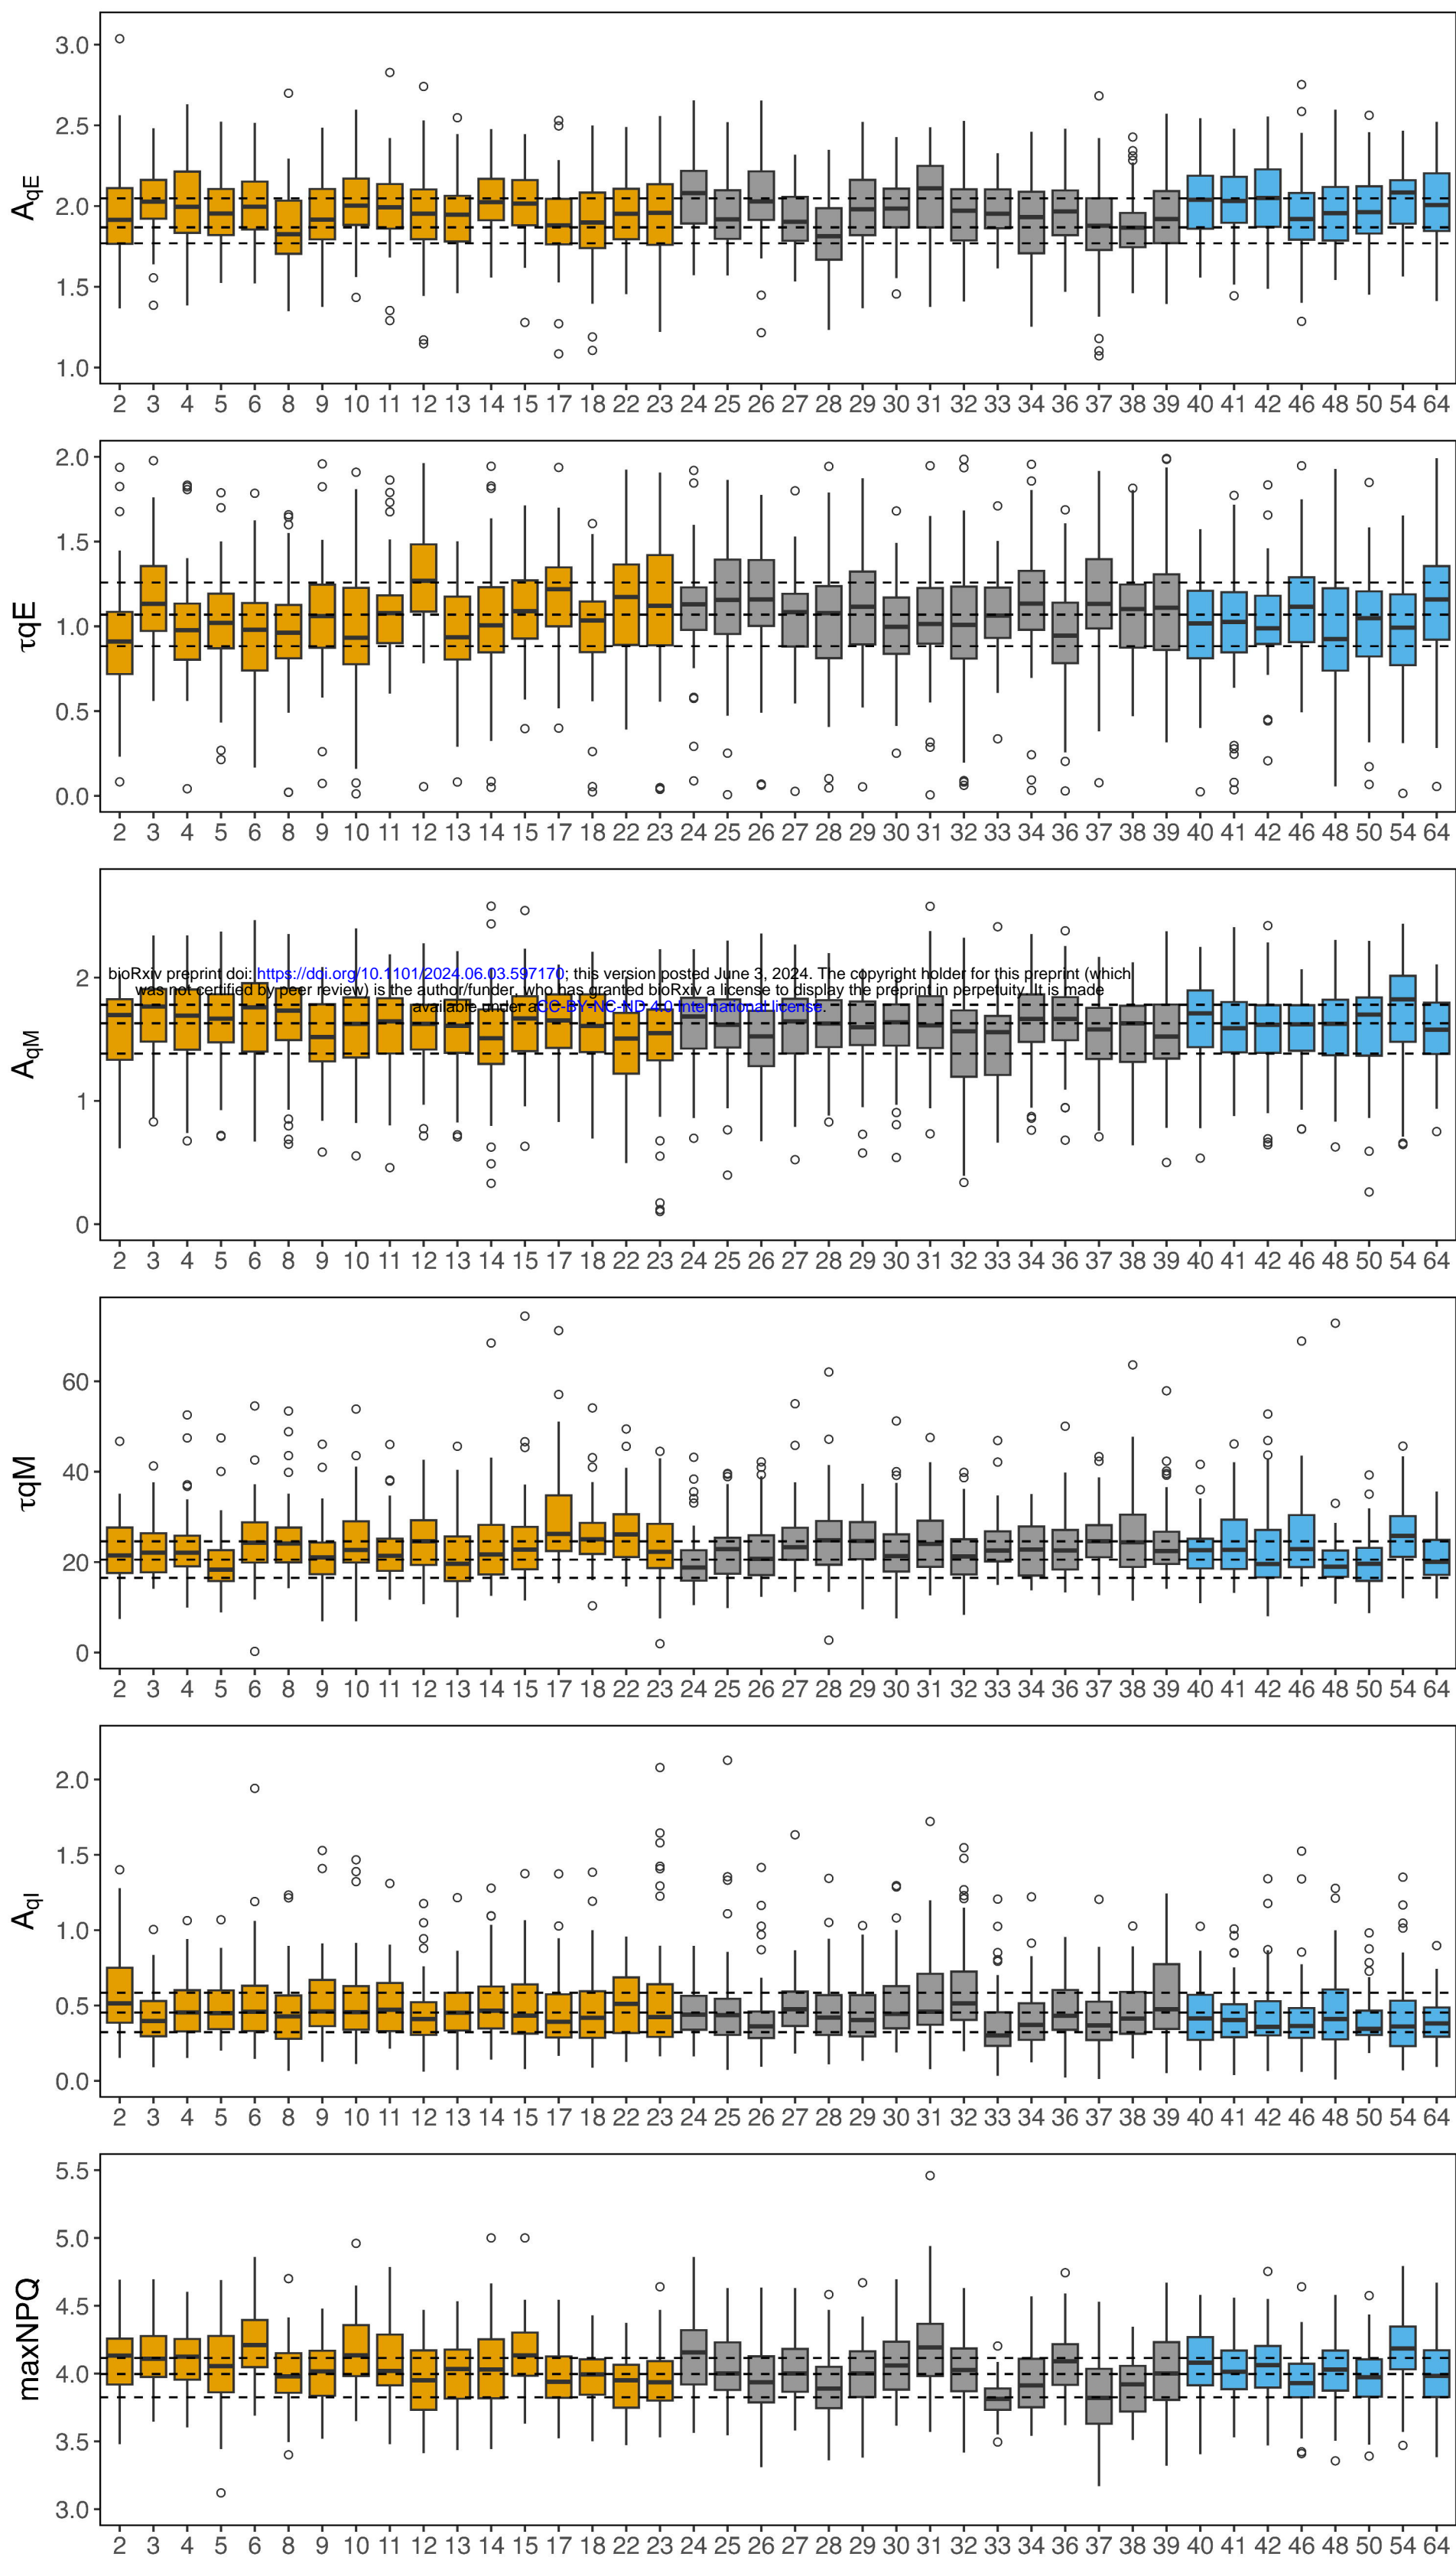 3.0
2.5
2.0
1.5
1.0
AqE
2 3 4 5 6 8 9 10 11 12 13 14 15 17 18 22 23 24 25 26 27 28 29 30 31 32 33 34 36 37 38 39 40 41 42 46 48 50 54 64
2.0
1.5
1.0
0.5
0.0
τqE
2 3 4 5 6 8 9 10 11 12 13 14 15 17 18 22 23 24 25 26 27 28 29 30 31 32 33 34 36 37 38 39 40 41 42 46 48 50 54 64
bioRxiv preprint doi: https://doi.org/10.1101/2024.06.03.597170; this version posted June 3, 2024. The copyright holder for this preprint (which
was not certified by peer review) is the author/funder, who has granted bioRxiv a license to display the preprint in perpetuity. It is made
available under aCC-BY-NC-ND 4.0 International license.
2
1
0
AqM
2 3 4 5 6 8 9 10 11 12 13 14 15 17 18 22 23 24 25 26 27 28 29 30 31 32 33 34 36 37 38 39 40 41 42 46 48 50 54 64
60
40
20
0
τqM
2 3 4 5 6 8 9 10 11 12 13 14 15 17 18 22 23 24 25 26 27 28 29 30 31 32 33 34 36 37 38 39 40 41 42 46 48 50 54 64
2.0
1.5
1.0
0.5
0.0
AqI
2 3 4 5 6 8 9 10 11 12 13 14 15 17 18 22 23 24 25 26 27 28 29 30 31 32 33 34 36 37 38 39 40 41 42 46 48 50 54 64
5.5
5.0
4.5
4.0
3.5
3.0
maxNPQ
2 3 4 5 6 8 9 10 11 12 13 14 15 17 18 22 23 24 25 26 27 28 29 30 31 32 33 34 36 37 38 39 40 41 42 46 48 50 54 64